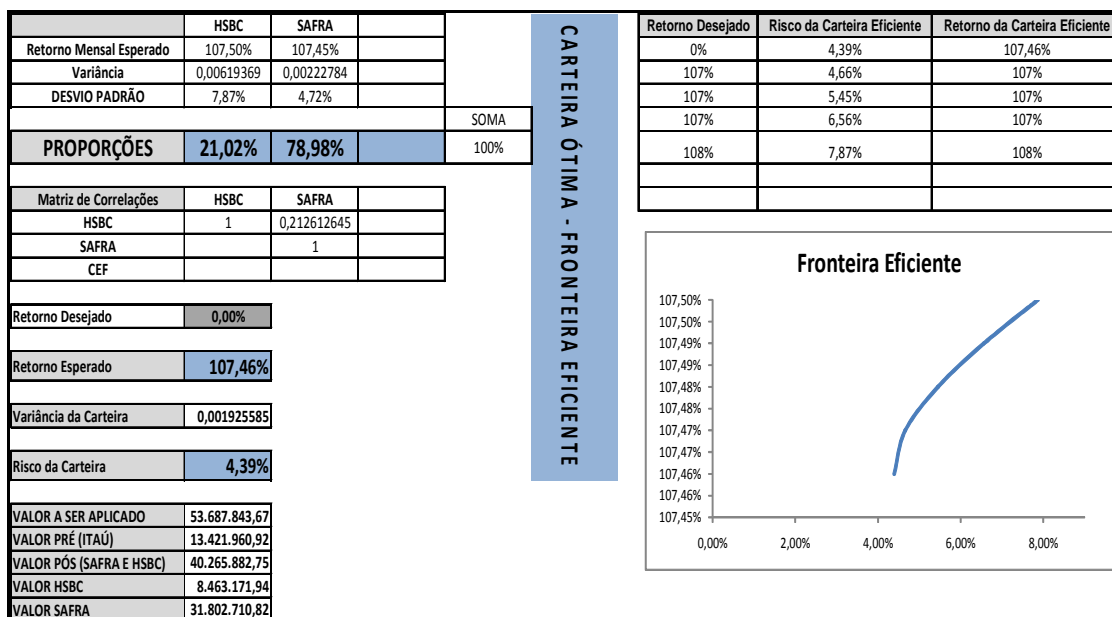 HSBC SAFRA
Retorno Mensal Esperado 107,50% 107,45%
Variância 0,00619369 0,00222784
DESVIO PADRÃO 7,87% 4,72%
SOMA
PROPORÇÕES 21,02% 78,98% 100%
Matriz de Correlações HSBC SAFRA
HSBC 1 0,212612645
SAFRA 1
CEF
Retorno Desejado 0,00%
Retorno Esperado 107,46%
Variância da Carteira 0,001925585
Risco da Carteira 4,39%
VALOR A SER APLICADO 53.687.843,67
VALOR PRÉ (ITAÚ) 13.421.960,92
VALOR PÓS (SAFRA E HSBC) 40.265.882,75
VALOR HSBC 8.463.171,94
VALOR SAFRA 31.802.710,82
CARTEIRA ÓTIMA - FRONTEIRA EFICIENTE
Retorno Desejado Risco da Carteira Eficiente Retorno da Carteira Eficiente
0% 4,39% 107,46%
107% 4,66% 107%
107% 5,45% 107%
107% 6,56% 107%
108% 7,87% 108%
Fronteira Eficiente
107,50%
107,50%
107,49%
107,49%
107,48%
107,48%
107,47%
107,47%
107,46%
107,46%
107,45%
0,00% 2,00% 4,00% 6,00% 8,00%